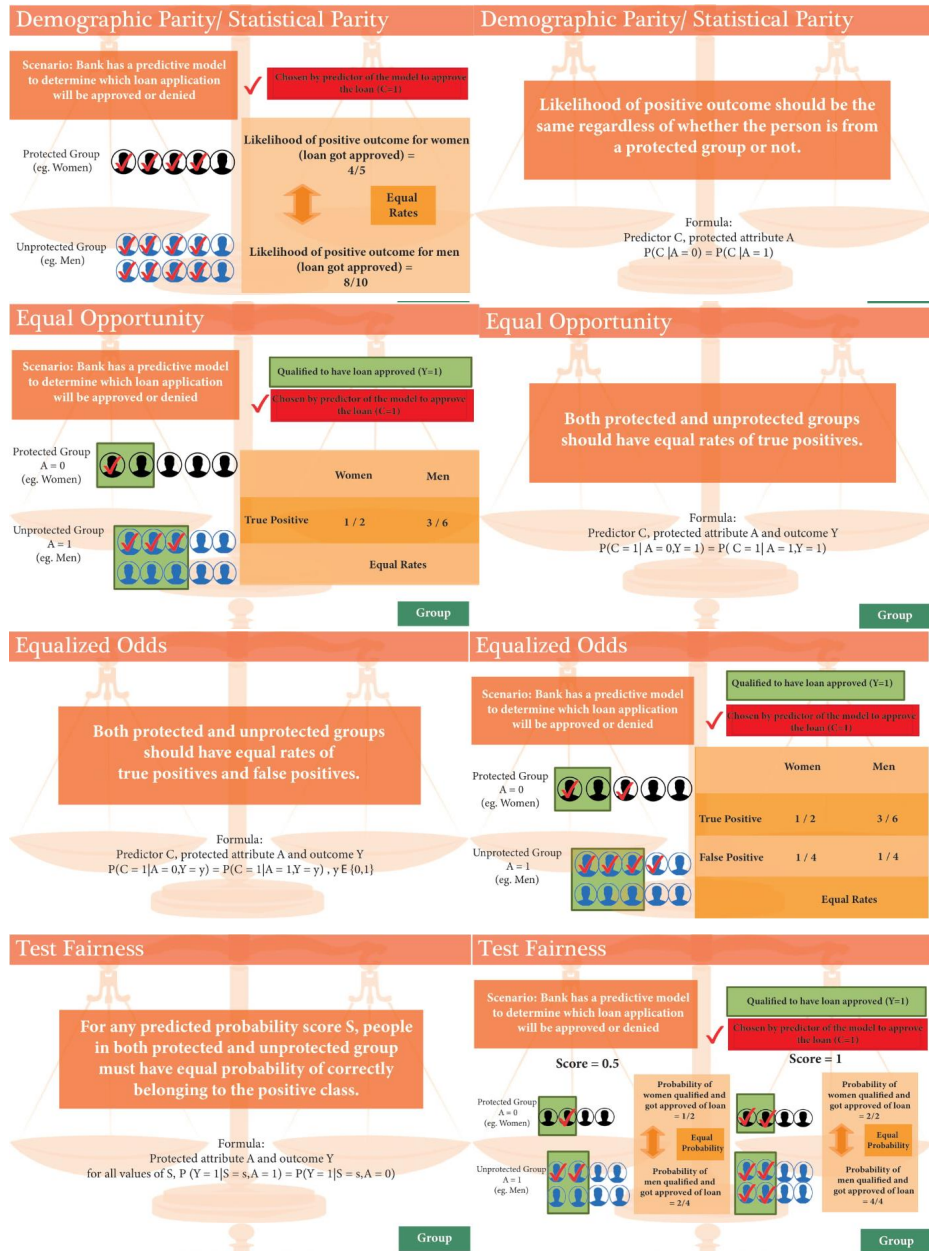 Demographic Parity/ Statistical Parity
Scenario: Bank has a predictive model
to determine which loan application
will be approved or denied
Chosen by predictor of the model to approve
the loan (C=1)
Protected Group
(eg. Women)
Likelihood of positive outcome for women
(loan got approved) =
4/5
Equal
Rates
Unprotected Group
(eg. Men)
Likelihood of positive outcome for men
(loan got approved) =
8/10
Demographic Parity/ Statistical Parity
Likelihood of positive outcome should be the
same regardless of whether the person is from
a protected group or not.
Formula:
Predictor C, protected attribute A
P(C |A = 0) = P(C |A = 1)
Equal Opportunity
Scenario: Bank has a predictive model
to determine which loan application
will be approved or denied
Qualified to have loan approved (Y=1)
Chosen by predictor of the model to approve
the loan (C=1)
Protected Group
A = 0
(eg. Women)
Unprotected Group
A = 1
(eg. Men)
Women Men
True Positive 1 / 2 3 / 6
Equal Rates
Group
Equal Opportunity
Both protected and unprotected groups
should have equal rates of true positives.
Formula:
Predictor C, protected attribute A and outcome Y
P(C = 1| A = 0,Y = 1) = P( C = 1| A = 1,Y = 1)
Group
Equalized Odds
Both protected and unprotected groups
should have equal rates of
true positives and false positives.
Formula:
Predictor C, protected attribute A and outcome Y
P(C = 1|A = 0,Y = y) = P(C = 1|A = 1,Y = y) , y E {0,1}
Equalized Odds
Scenario: Bank has a predictive model
to determine which loan application
will be approved or denied
Qualified to have loan approved (Y=1)
Chosen by predictor of the model to approve
the loan (C=1)
Protected Group
A = 0
(eg. Women)
Unprotected Group
A = 1
(eg. Men)
Women Men
True Positive 1 / 2 3 / 6
False Positive 1 / 4 1 / 4
Equal Rates
Test Fairness
For any predicted probability score S, people
in both protected and unprotected group
must have equal probability of correctly
belonging to the positive class.
Formula:
Protected attribute A and outcome Y
for all values of S, P (Y = 1|S = s,A = 1) = P(Y = 1|S = s,A = 0)
Group
Test Fairness
Scenario: Bank has a predictive model
to determine which loan application
will be approved or denied
Qualified to have loan approved (Y=1)
Chosen by predictor of the model to approve
the loan (C=1)
Score = 0.5
Score = 1
Protected Group
A = 0
(eg. Women)
Unprotected Group
A = 1
(eg. Men)
Probability of
women qualified and
got approved of loan
= 1/2
Equal
Probability
Probability of
men qualified and
got approved of loan
=2/4
Probability of
women qualified and
got approved of loan
= 2/2
Equal
Probability
Probability of
men qualified and
got approved of loan
= 4/4
Group